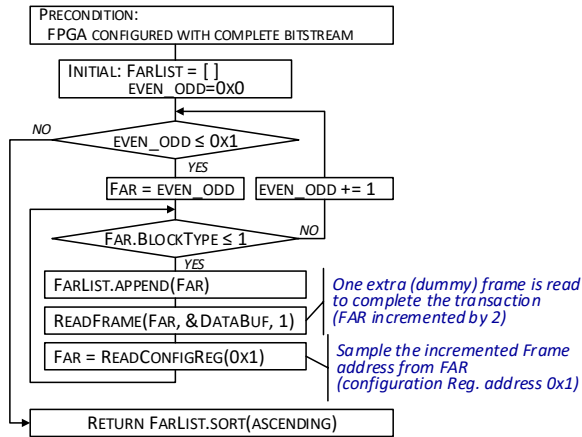 PRECONDITION:
FPGA CONFIGURED WITH COMPLETE BITSTREAM
INITIAL: FARLIST = [ ]
EVEN_ODD=0X0
NO
EVEN_ODD ≤ 0X1
YES
FAR = EVEN_ODD
EVEN_ODD += 1
NO
FAR.BLOCKTYPE ≤ 1
YES
FARLIST.APPEND(FAR)
One extra (dummy) frame is read
to complete the transaction
(FAR incremented by 2)
READFRAME(FAR, &DATABUF, 1)
FAR = READCONFIGREG(0X1)
Sample the incremented Frame
address from FAR
(configuration Reg. address 0x1)
RETURN FARLIST.SORT(ASCENDING)